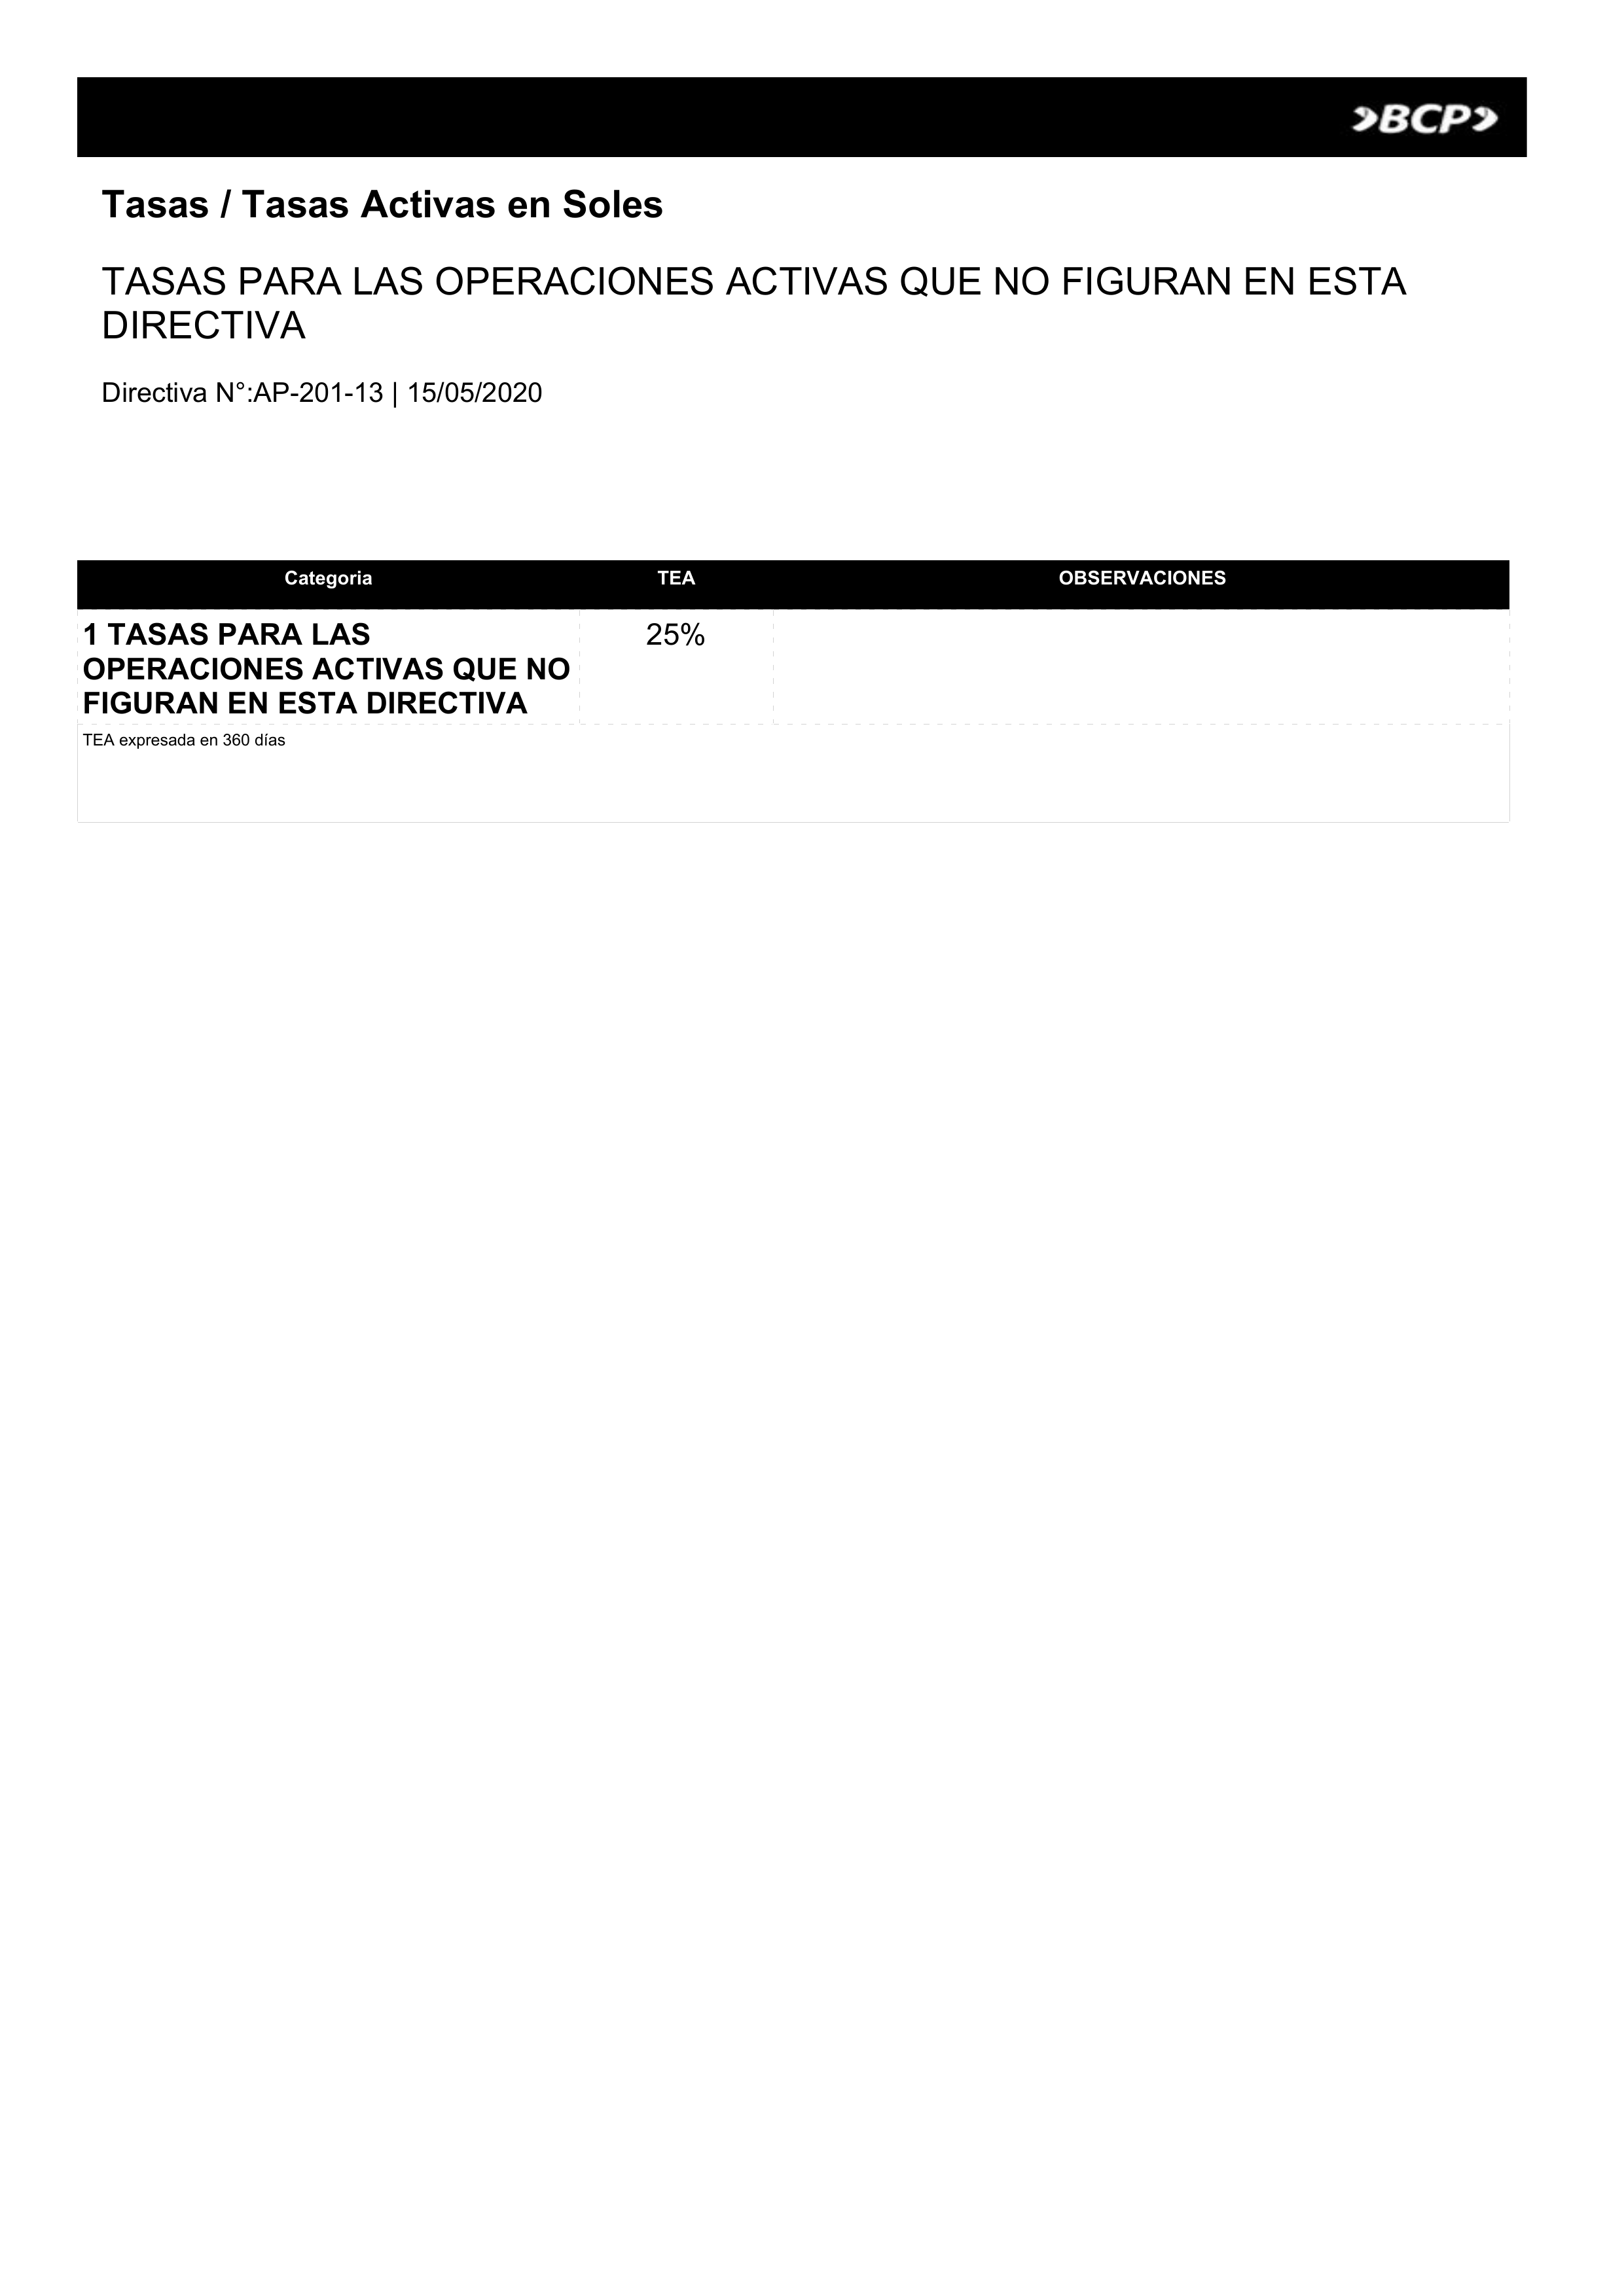 BCP
Tasas / Tasas Activas en Soles
TASAS PARA LAS OPERACIONES ACTIVAS QUE NO FIGURAN EN ESTA
DIRECTIVA
Directiva N°:AP-201-13 | 15/05/2020
Categoria TEA OBSERVACIONES
1 TASAS PARA LAS 25%
OPERACIONES ACTIVAS QUE NO
FIGURAN EN ESTA DIRECTIVA
TEA expresada en 360 días